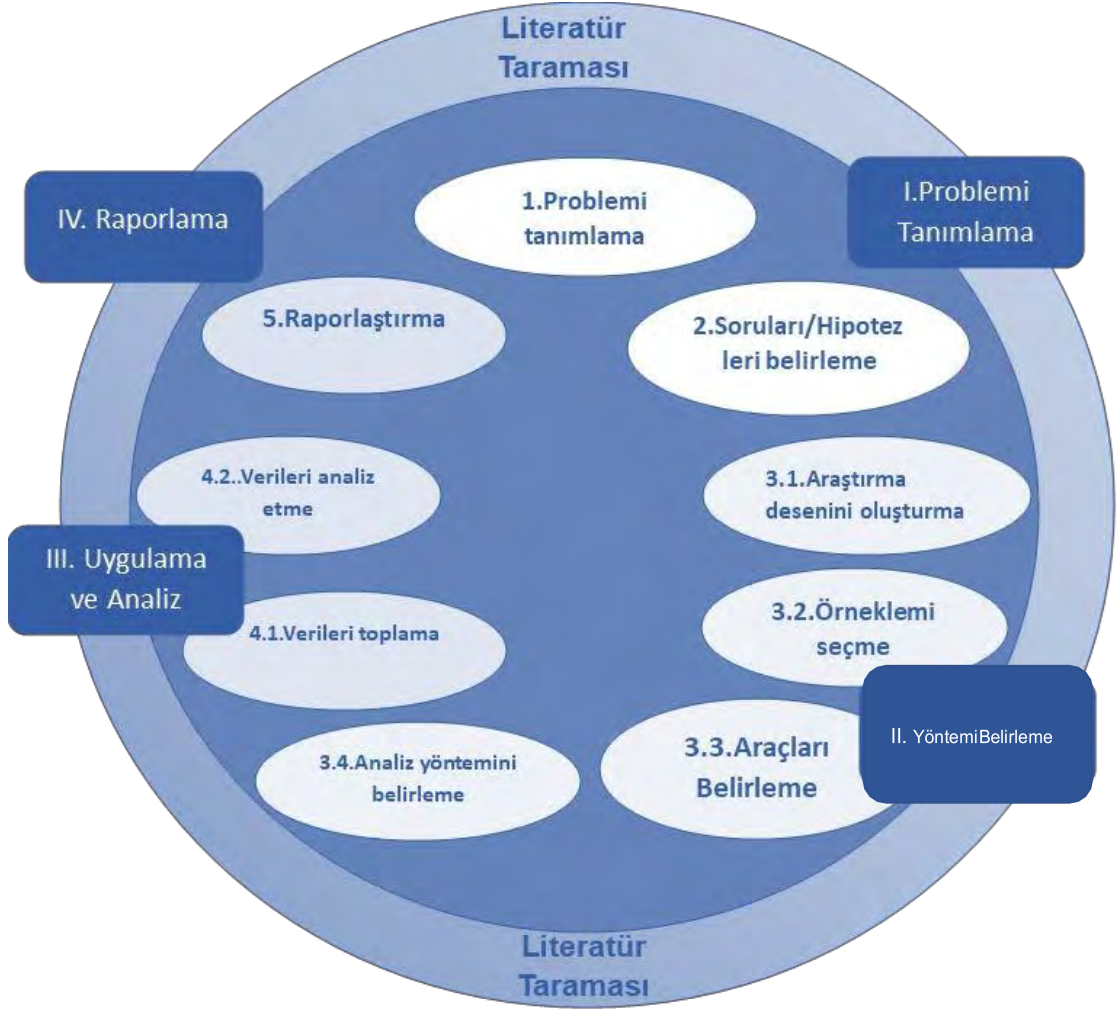 Literatür
Taraması
I.Problemi
Tanımlama
IV. Raporlama
1.Problemi
tanımlama
2.Soruları/Hipotez
leri belirleme
5.Raporlaştırma
3.1.Araştırma
desenini oluşturma
4.2..Verileri analiz
etme
3.2.Örneklemi
seçme
III. Uygulama
ve Analiz
4.1.Verileri toplama
II. YöntemiBelirleme
3.3.Araçları
Belirleme
3.4.Analiz yöntemini
belirleme
Literatür
Taraması